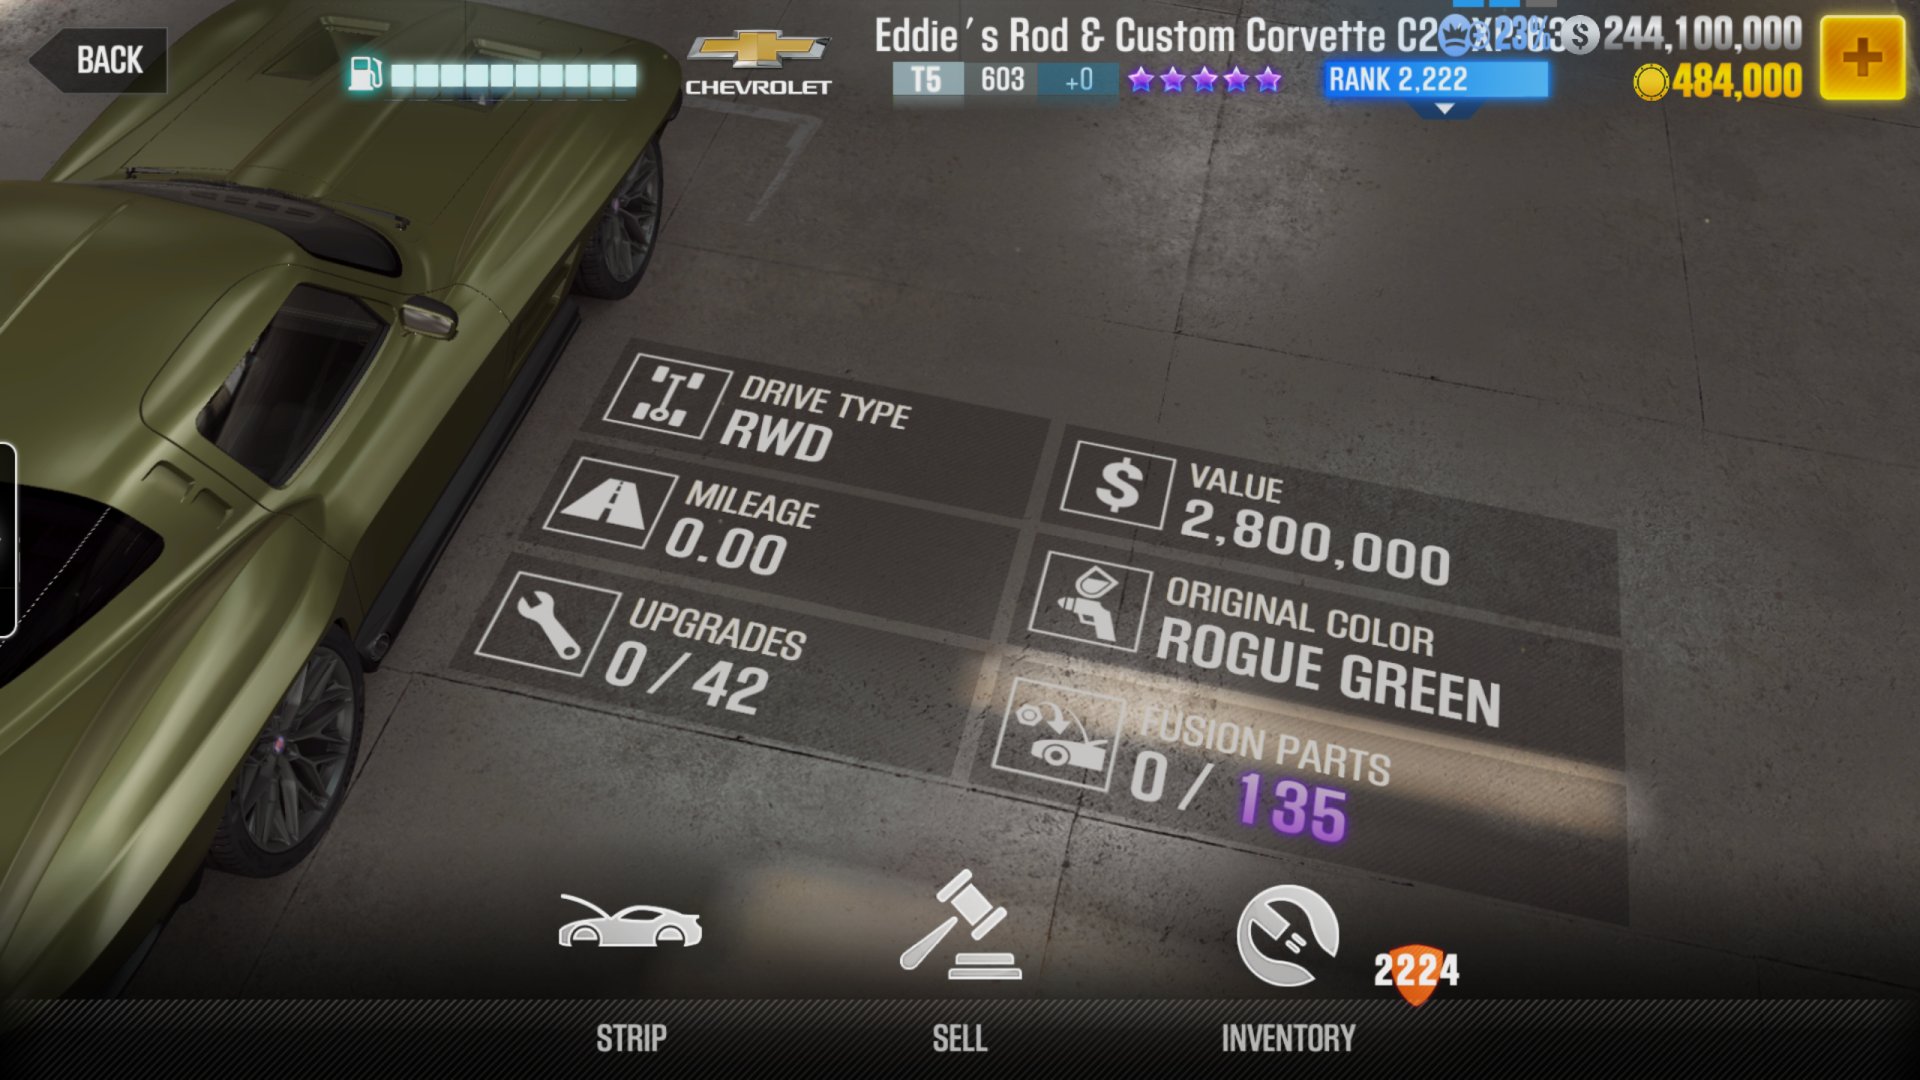 BACK
CHEVROLET
Eddie's Rod & Custom Corvette C2
23%
$ 244,100,000
T5 603 +0
RANK 2,222
484,000
DRIVE TYPE
RWD
MILEAGE
0.00
UPGRADES
0 / 42
VALUE
2,800,000
ORIGINAL COLOR
ROGUE GREEN
FUSION PARTS
0 / 135
STRIP
SELL
INVENTORY
2224